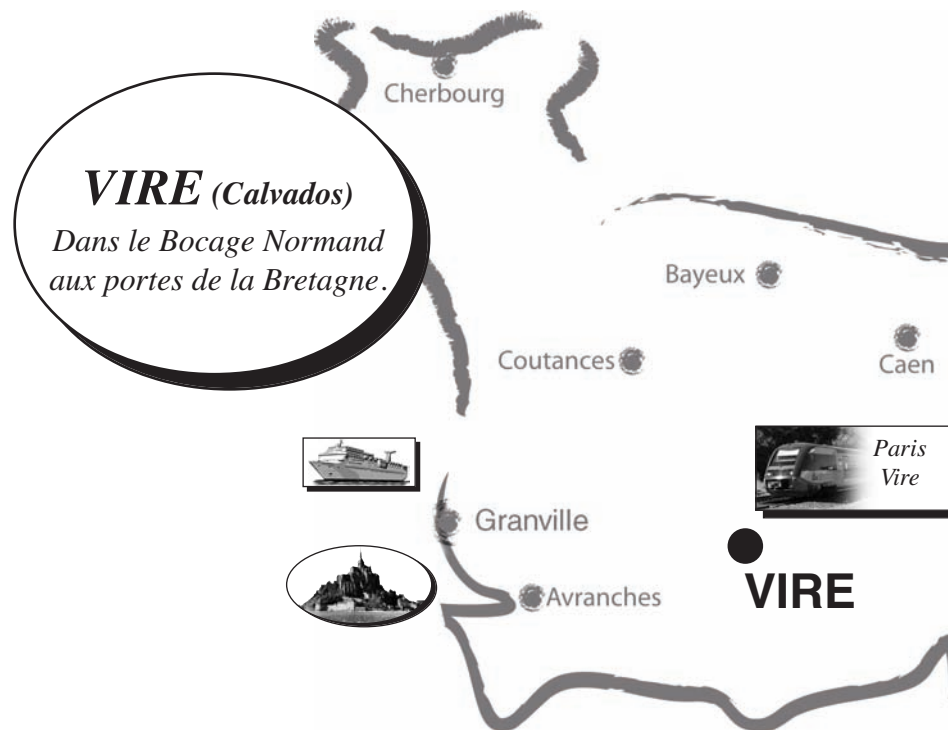 Cherbourg
VIRE (Calvados)
Dans le Bocage Normand
aux portes de la Bretagne.
Bayeux
Coutances
Caen
Paris
Vire
Granville
Avranches
VIRE